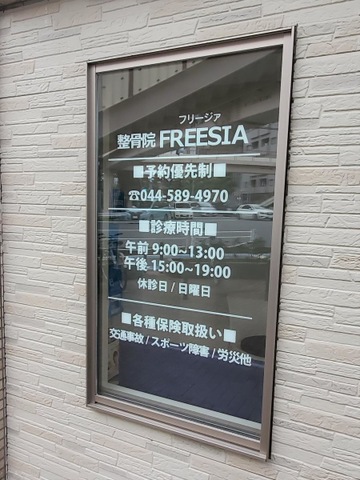 フリージア
整骨院 FREESIA
■予約優先制■
☎044-589-4970
■診療時間■
午前 9:00~13:00
午後 15:00~19:00
休診日/日曜日
■各種保険取扱い■
交通事故/スポーツ障害/労災他